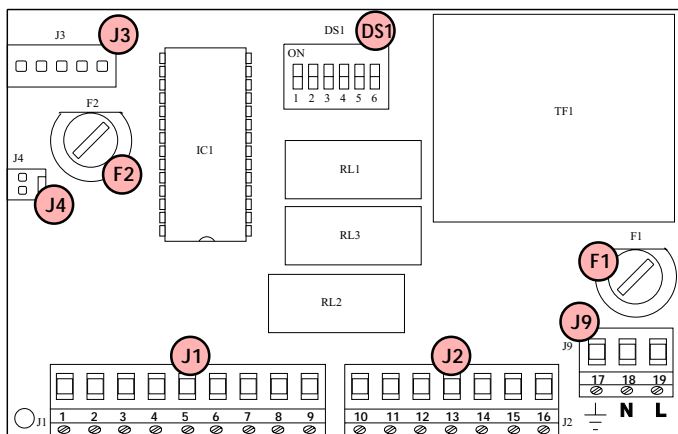 J3
J3
DS1
DS1
ON
1 2 3 4 5 6
F2
F2
IC1
TF1
J4
J4
RL1
RL3
RL2
F1
F1
J9
J9
17 18 19
N L
J1
J2
J1
1 2 3 4 5 6 7 8 9
10 11 12 13 14 15 16
J2